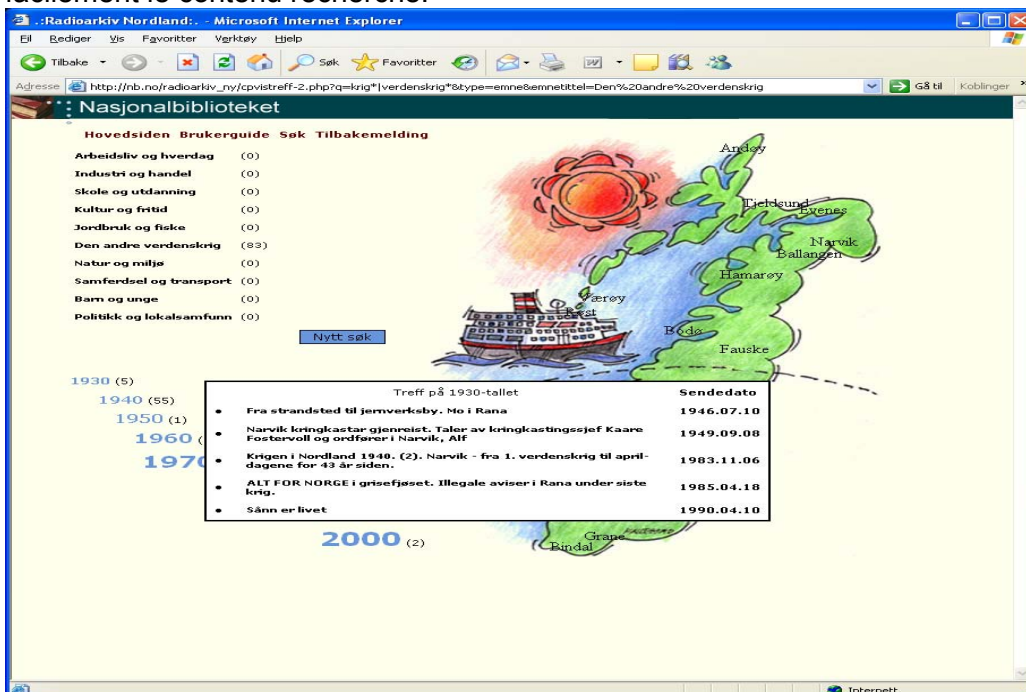 facilement le contenu recherché.
.:Radioarkiv Nordland:. - Microsoft Internet Explorer
Fil Rediger Vis Favoritter Verktøy Hjelp
Tilbake Søk Favoritter
Adresse http://nb.no/radioarkiv_ny/cpvistreff-2.php?q=krig*|verdenskrig*&type=emne&emnetittel=Den%20andre%20verdenskrig Gå til Koblinger »
Nasjonalbiblioteket
Hovedsiden Brukerguide Søk Tilbakemelding
Arbeidsliv og hverdag (0)
Industri og handel (0)
Skole og utdanning (0)
Kultur og fritid (0)
Jordbruk og fiske (0)
Den andre verdenskrig (83)
Natur og miljø (0)
Samferdsel og transport (0)
Barn og unge (0)
Politikk og lokalsamfunn (0)
Nytt søk
Andøy
Tjeldsund
Evenes
Narvik
Ballangen
Hamarøy
Værøy
Røst
Bodø
Fauske
1930 (5)
1940 (55)
1950 (1)
1960 (
1970
Treff på 1930-tallet Sendedato
• Fra strandsted til jernverksby. Mo i Rana 1946.07.10
• Narvik kringkastar gjenreist. Taler av kringkastingssjef Kaare
Fostervoll og ordfører i Narvik, Alf 1949.09.08
• Krigen i Nordland 1940. (2). Narvik - fra 1. verdenskrig til april-
dagene for 43 år siden. 1983.11.06
• ALT FOR NORGE i grisefjøset. Illegale aviser i Rana under siste
krig. 1985.04.18
• Sånn er livet 1990.04.10
2000 (2)
Grane
Bindal
Internett